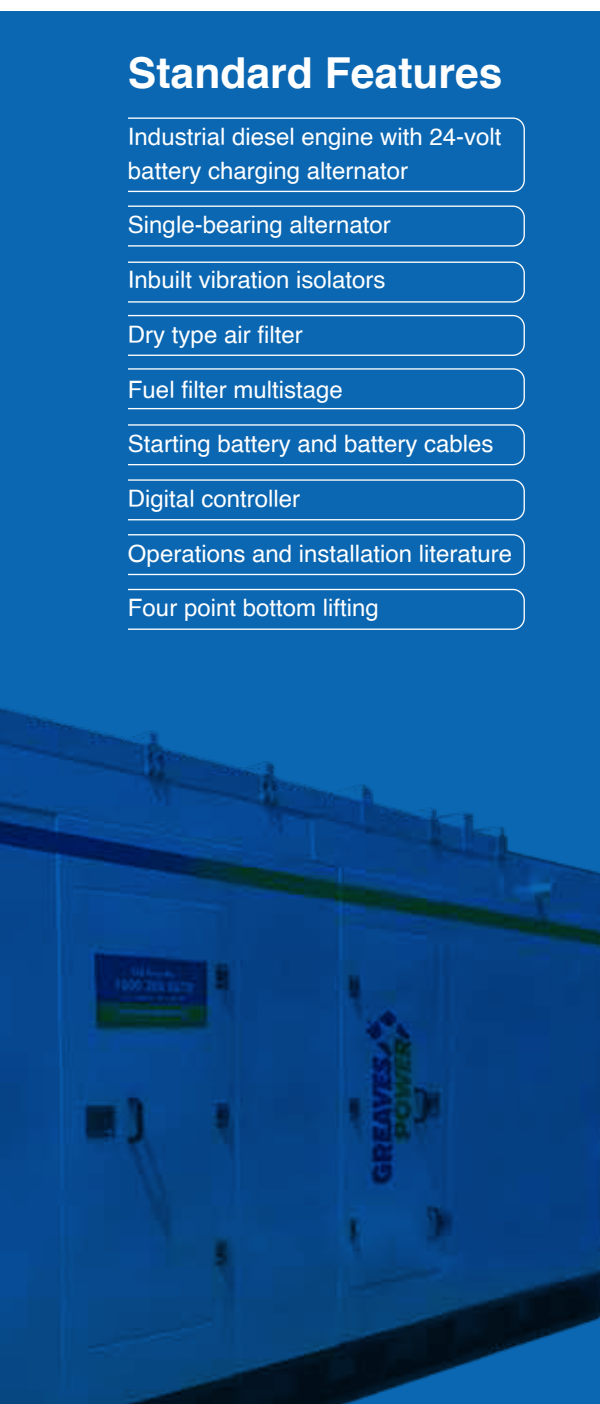 Standard Features
Industrial diesel engine with 24-volt
battery charging alternator
Single-bearing alternator
Inbuilt vibration isolators
Dry type air filter
Fuel filter multistage
Starting battery and battery cables
Digital controller
Operations and installation literature
Four point bottom lifting
GREAVES
POWER